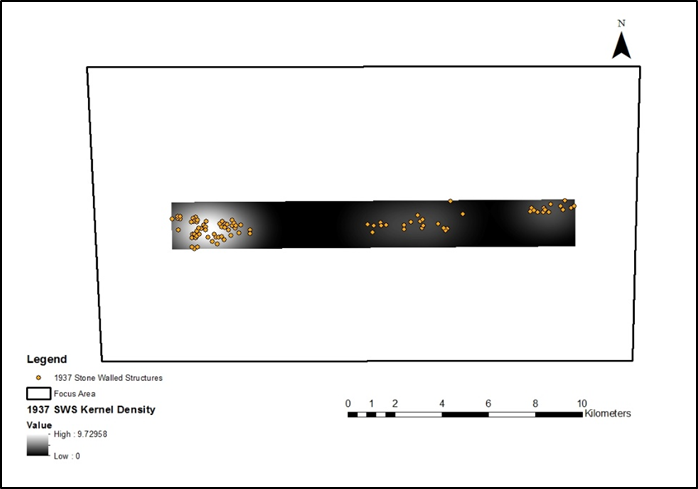 N
Legend
1937 Stone Walled Structures
Focus Area
1937 SWS Kernel Density
Value
High : 9.72958
Low : 0
0 1 2 4 6 8 10
Kilometers